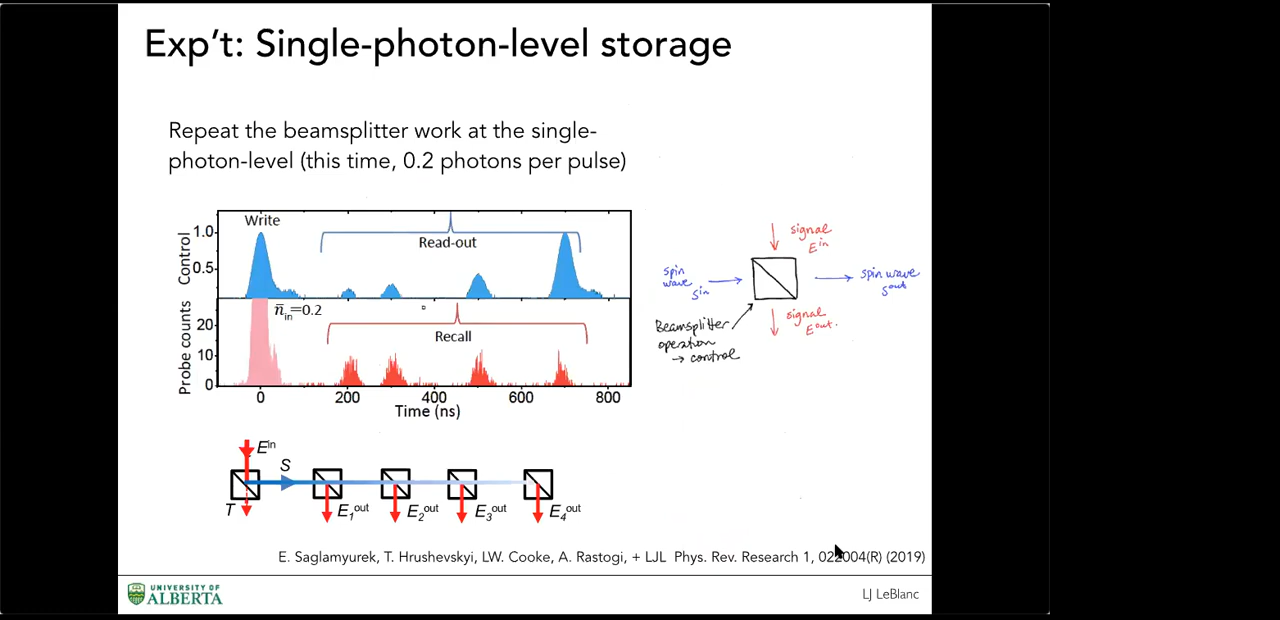 Exp't: Single-photon-level storage
Repeat the beamsplitter work at the single-
photon-level (this time, 0.2 photons per pulse)
Write
Read-out
Control
1.0
0.5
n̅in=0.2
Recall
Probe counts
20
10
0
0 200 400 600 800
Time (ns)
signal
Eⁱⁿ
spin
wave
Sin
spin wave
Sout
signal
Eout.
Beamsplitter
operation
→ control
Eⁱⁿ
S
T
E₁ᵒᵘᵗ E₂ᵒᵘᵗ E₃ᵒᵘᵗ E₄ᵒᵘᵗ
E. Saglamyurek, T. Hrushevskyi, LW. Cooke, A. Rastogi, + LJL Phys. Rev. Research 1, 022004(R) (2019)
UNIVERSITY OF
ALBERTA
LJ LeBlanc